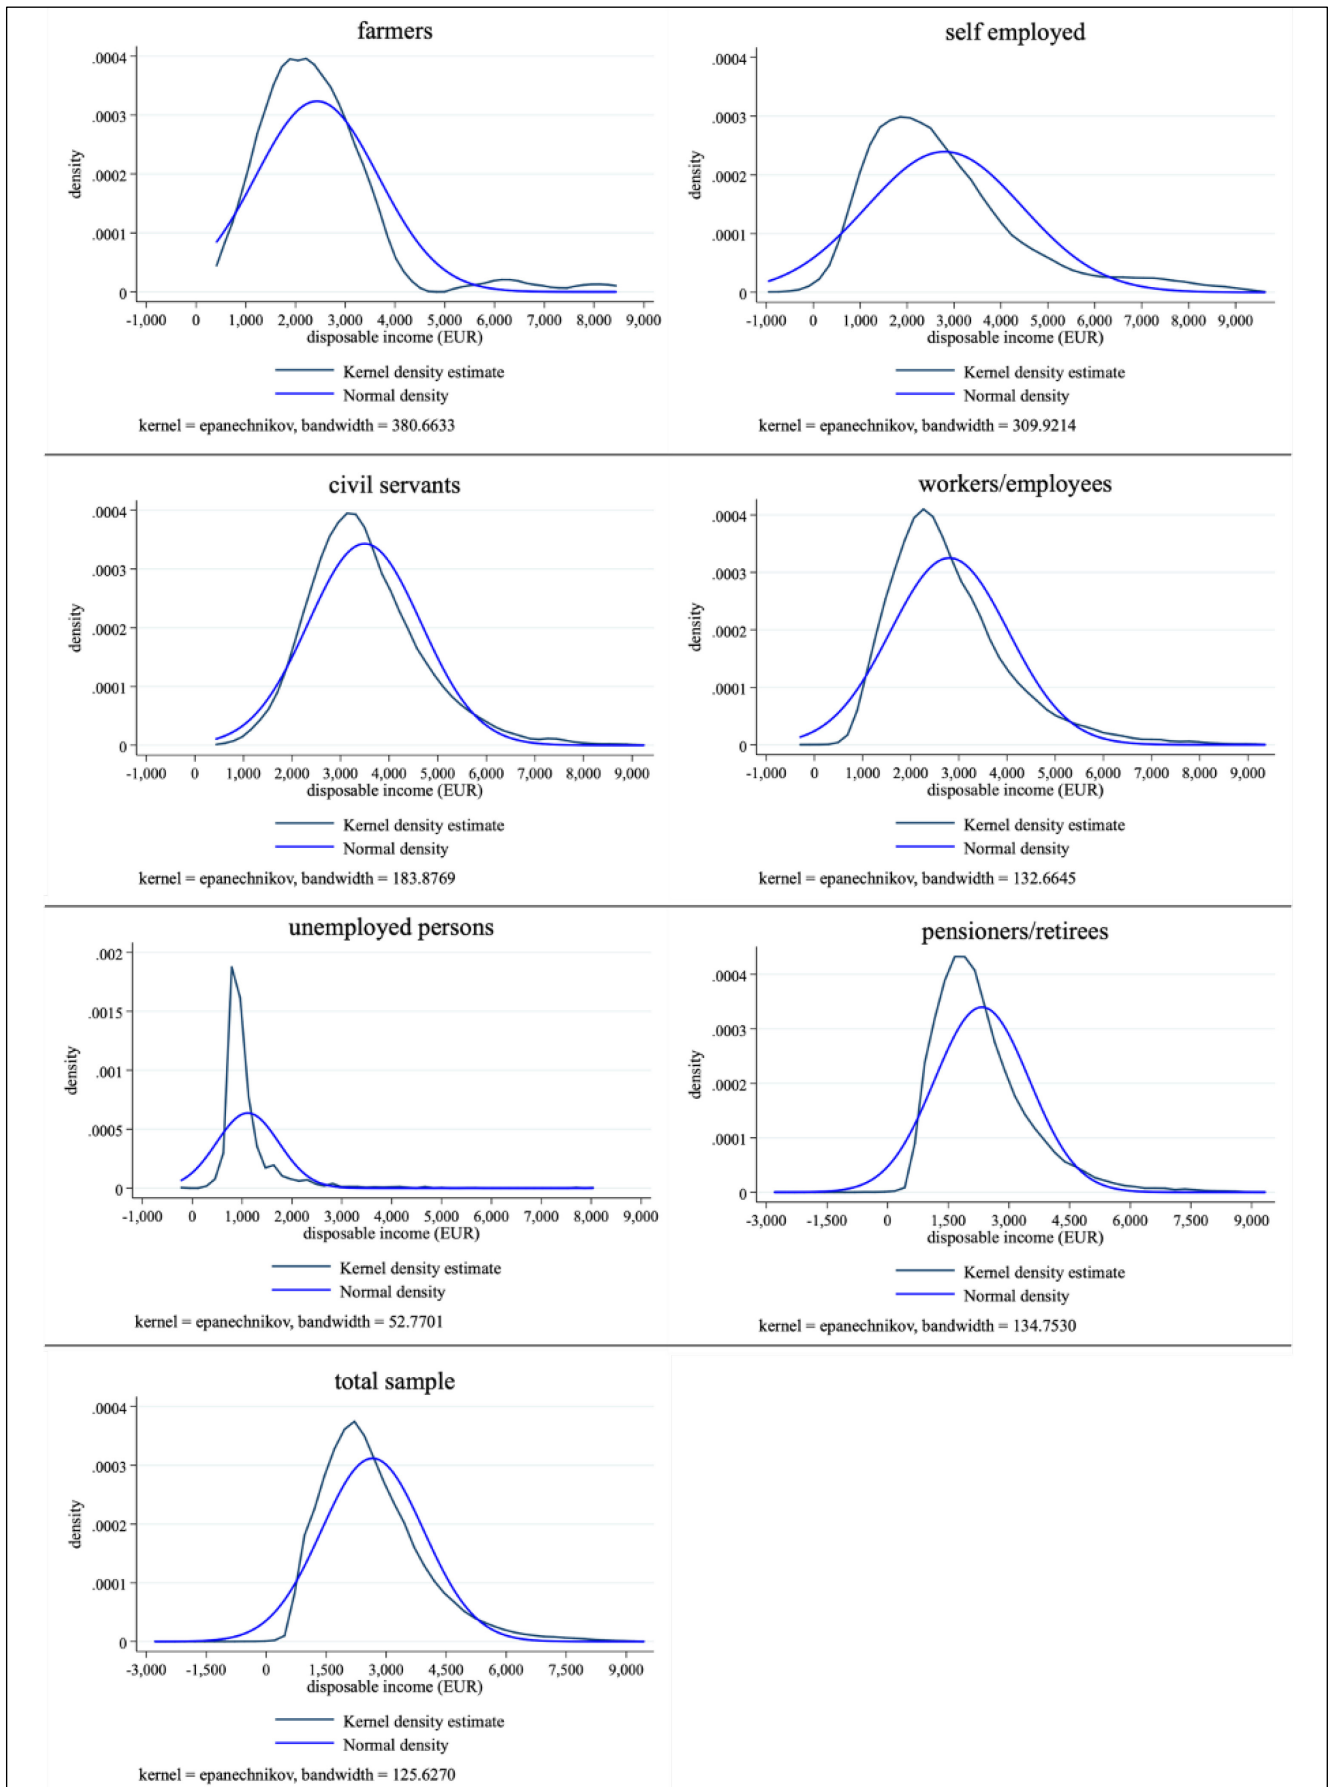 farmers
.0004
.0003
.0002
.0001
0
density
-1,000 0 1,000 2,000 3,000 4,000 5,000 6,000 7,000 8,000 9,000
disposable income (EUR)
Kernel density estimate
Normal density
kernel = epanechnikov, bandwidth = 380.6633
self employed
.0004
.0003
.0002
.0001
0
density
-1,000 0 1,000 2,000 3,000 4,000 5,000 6,000 7,000 8,000 9,000
disposable income (EUR)
Kernel density estimate
Normal density
kernel = epanechnikov, bandwidth = 309.9214
civil servants
.0004
.0003
.0002
.0001
0
density
-1,000 0 1,000 2,000 3,000 4,000 5,000 6,000 7,000 8,000 9,000
disposable income (EUR)
Kernel density estimate
Normal density
kernel = epanechnikov, bandwidth = 183.8769
workers/employees
.0004
.0003
.0002
.0001
0
density
-1,000 0 1,000 2,000 3,000 4,000 5,000 6,000 7,000 8,000 9,000
disposable income (EUR)
Kernel density estimate
Normal density
kernel = epanechnikov, bandwidth = 132.6645
unemployed persons
.002
.0015
.001
.0005
0
density
-1,000 0 1,000 2,000 3,000 4,000 5,000 6,000 7,000 8,000 9,000
disposable income (EUR)
Kernel density estimate
Normal density
kernel = epanechnikov, bandwidth = 52.7701
pensioners/retirees
.0004
.0003
.0002
.0001
0
density
-3,000 -1,500 0 1,500 3,000 4,500 6,000 7,500 9,000
disposable income (EUR)
Kernel density estimate
Normal density
kernel = epanechnikov, bandwidth = 134.7530
total sample
.0004
.0003
.0002
.0001
0
density
-3,000 -1,500 0 1,500 3,000 4,500 6,000 7,500 9,000
disposable income (EUR)
Kernel density estimate
Normal density
kernel = epanechnikov, bandwidth = 125.6270